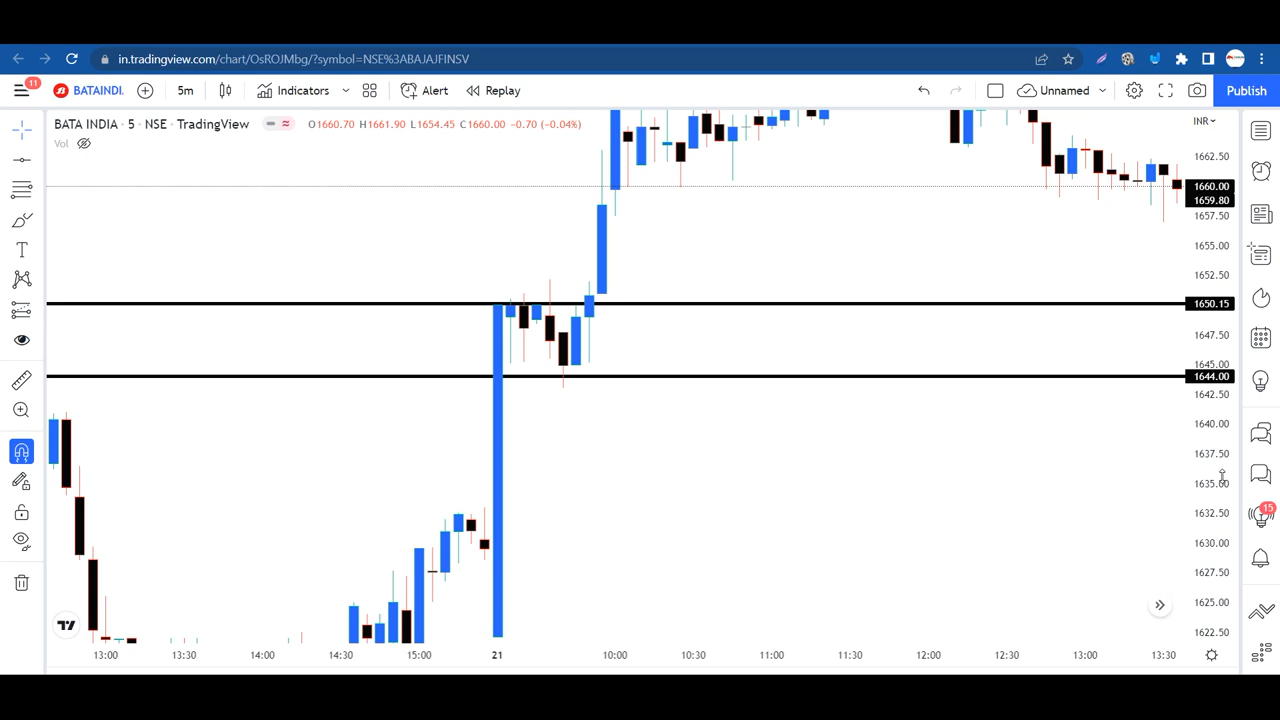 in.tradingview.com/chart/OsROJMbg/?symbol=NSE%3ABAJAJFINSV
11
BATAINDI.
5m
Indicators
Alert
Replay
Unnamed
Publish
BATA INDIA · 5 · NSE · TradingView
O1660.70 H1661.90 L1654.45 C1660.00 -0.70 (-0.04%)
INR
Vol
1662.50
1660.00
1659.80
1657.50
1655.00
1652.50
1650.15
1647.50
1645.00
1644.00
1642.50
1640.00
1637.50
1635.00
1632.50
1630.00
1627.50
1625.00
1622.50
15
13:00
13:30
14:00
14:30
15:00
21
10:00
10:30
11:00
11:30
12:00
12:30
13:00
13:30